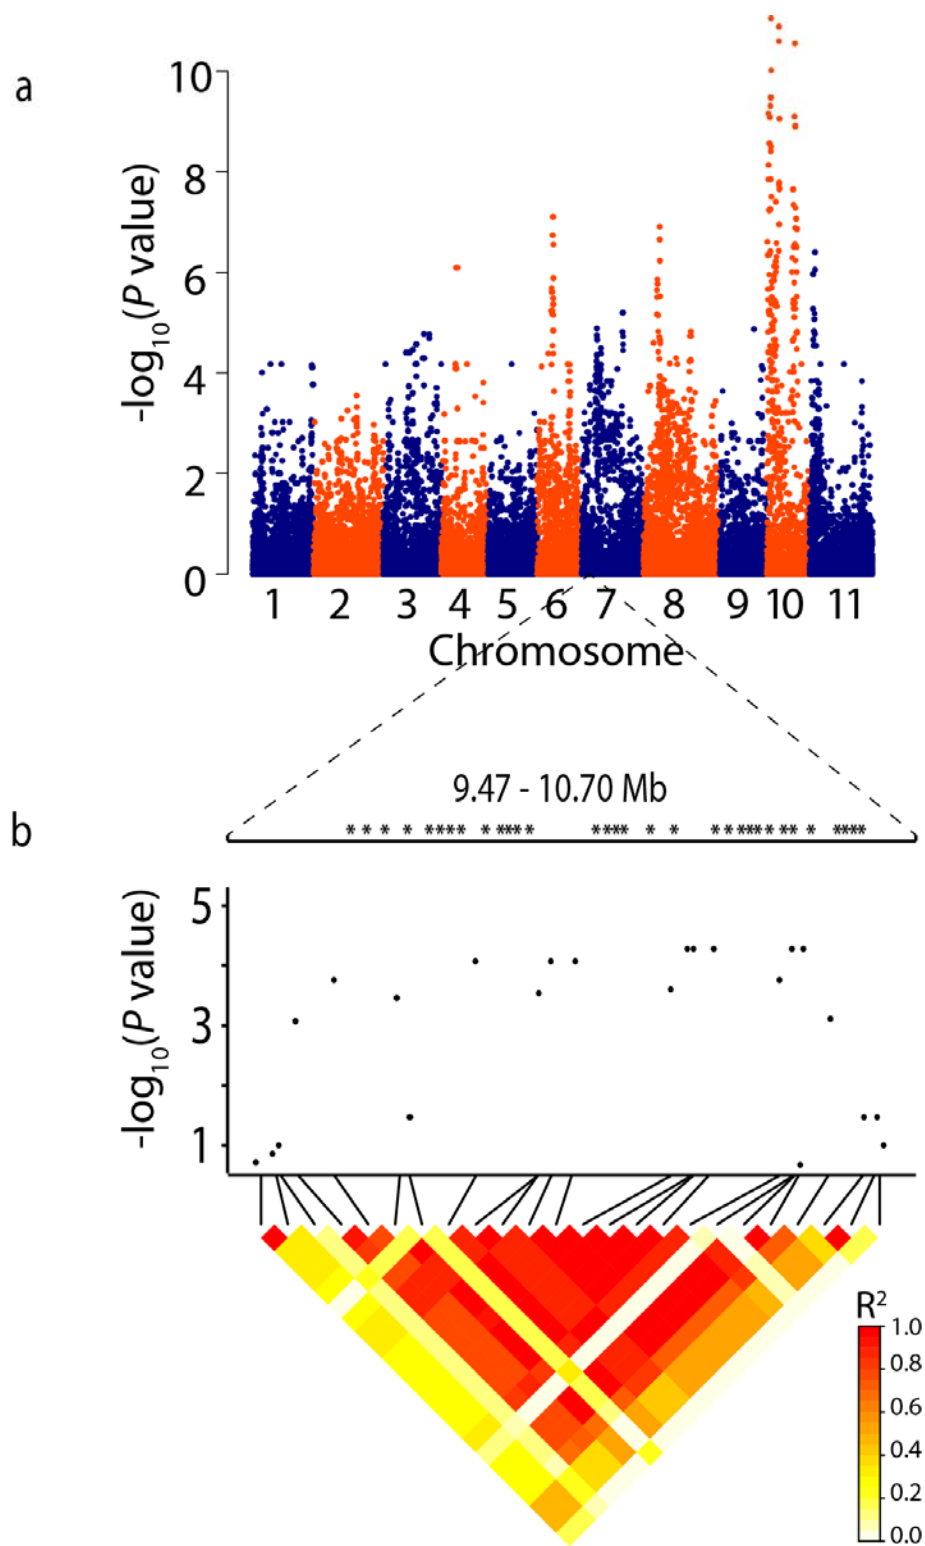 a
-log10(P value)
10
8
6
4
2
0
1 2 3 4 5 6 7 8 9 10 11
Chromosome
9.47 - 10.70 Mb
b
*** * **** ***** **** * * ******** * ****
-log10(P value)
5
3
1
R2
1.0
0.8
0.6
0.4
0.2
0.0